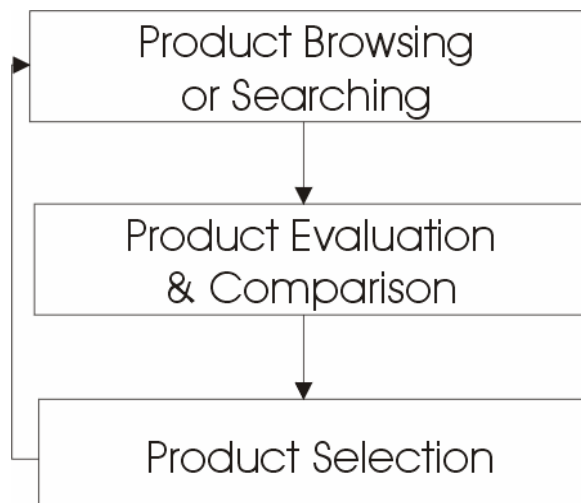 Product Browsing
or Searching
Product Evaluation
& Comparison
Product Selection